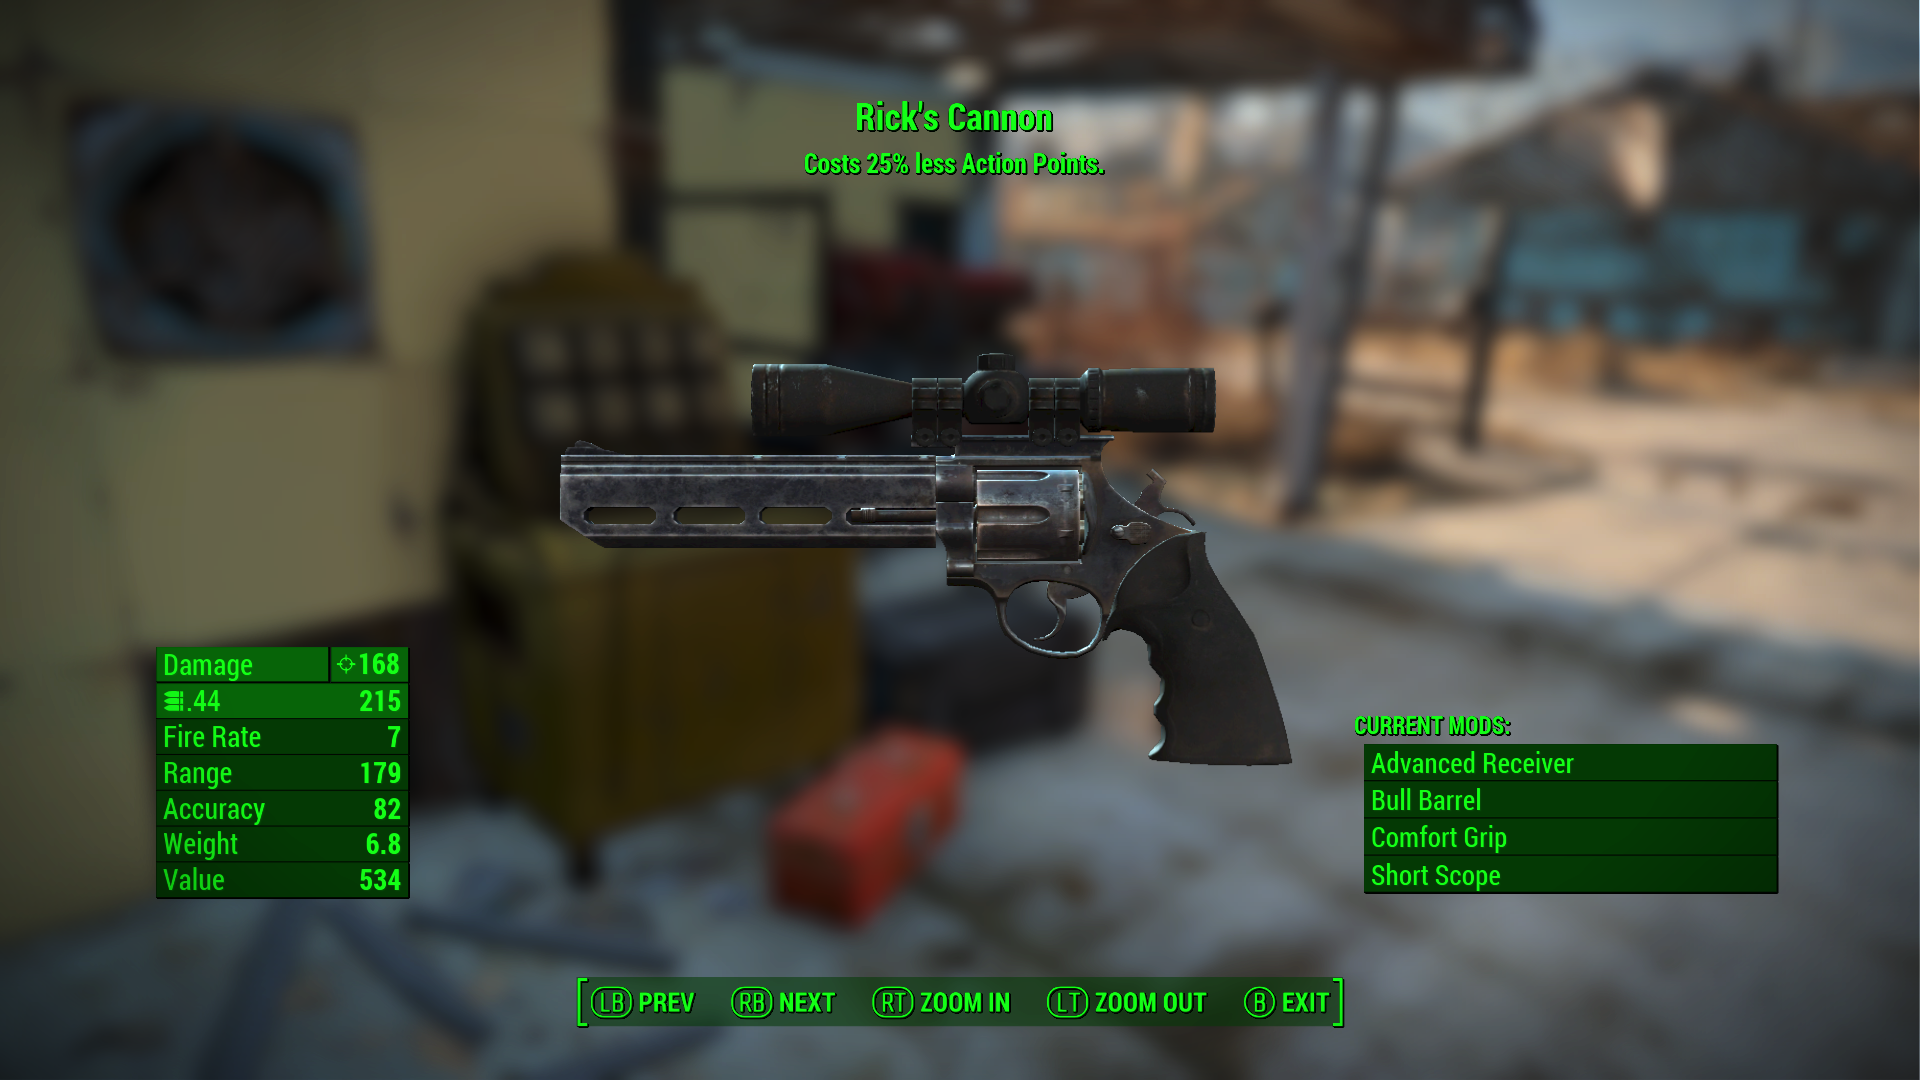 Rick's Cannon
Costs 25% less Action Points.
Damage 168
.44 215
Fire Rate 7
Range 179
Accuracy 82
Weight 6.8
Value 534
CURRENT MODS:
Advanced Receiver
Bull Barrel
Comfort Grip
Short Scope
LB PREV RB NEXT RT ZOOM IN LT ZOOM OUT B EXIT